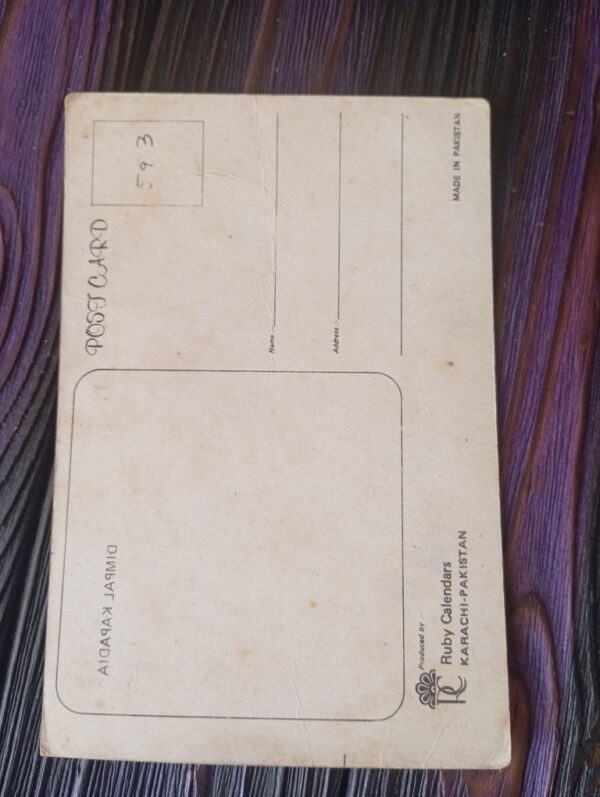 POST CARD
593
DIMPAL KAPADIA
Name :-
Address :-
Produced by :-
Ruby Calendars
KARACHI-PAKISTAN
MADE IN PAKISTAN